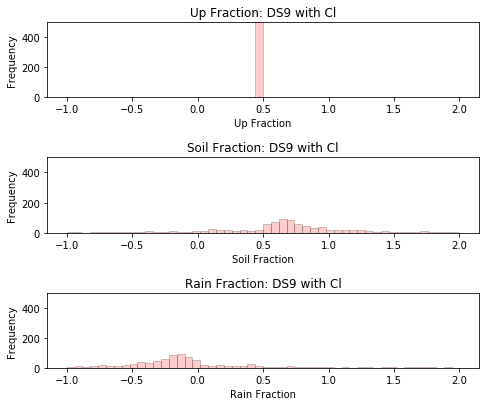 Up Fraction: DS9 with Cl
400
200
0
Frequency
−1.0 −0.5 0.0 0.5 1.0 1.5 2.0
Up Fraction
Soil Fraction: DS9 with Cl
400
200
0
Frequency
−1.0 −0.5 0.0 0.5 1.0 1.5 2.0
Soil Fraction
Rain Fraction: DS9 with Cl
400
200
0
Frequency
−1.0 −0.5 0.0 0.5 1.0 1.5 2.0
Rain Fraction